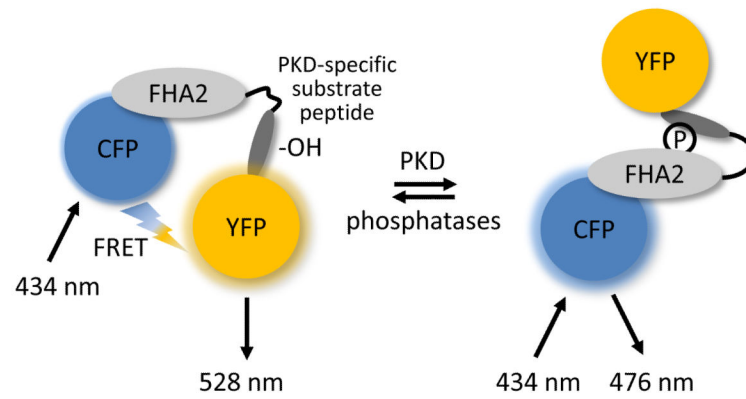 PKD-specific
substrate
peptide
FHA2
-OH
CFP
YFP
FRET
434 nm
528 nm
PKD
phosphatases
YFP
P
FHA2
CFP
434 nm
476 nm